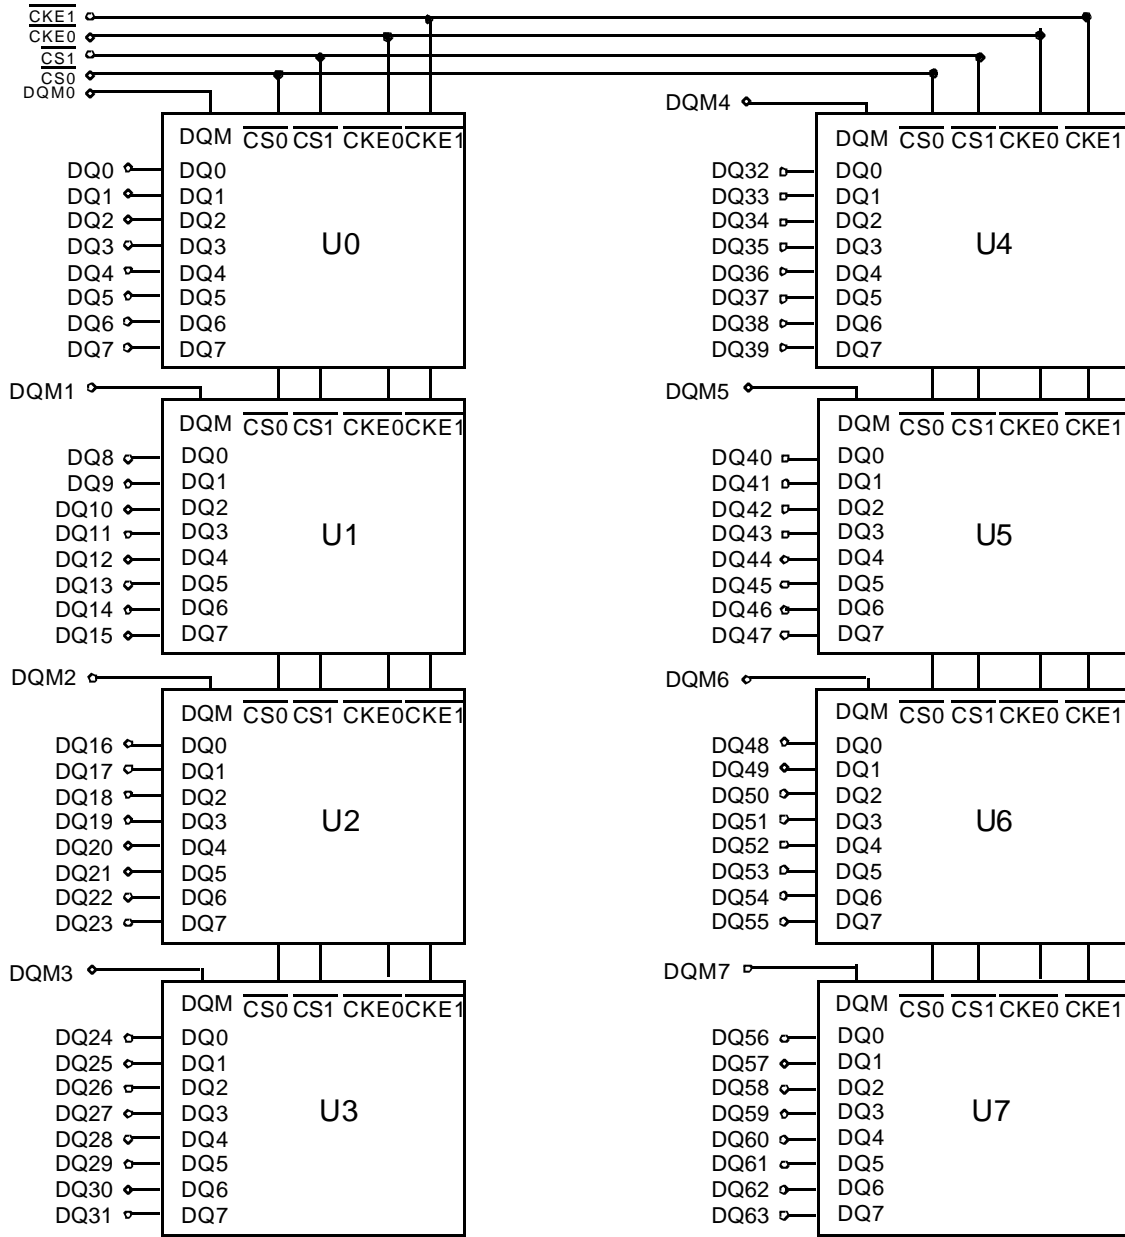 CKE1
CKE0
CS1
CS0
DQM0
DQM CS0 CS1 CKE0 CKE1
DQ0 DQ0
DQ1 DQ1
DQ2 DQ2
DQ3 DQ3
DQ4 DQ4
DQ5 DQ5
DQ6 DQ6
DQ7 DQ7
U0
DQM1
DQM CS0 CS1 CKE0 CKE1
DQ8 DQ0
DQ9 DQ1
DQ10 DQ2
DQ11 DQ3
DQ12 DQ4
DQ13 DQ5
DQ14 DQ6
DQ15 DQ7
U1
DQM2
DQM CS0 CS1 CKE0 CKE1
DQ16 DQ0
DQ17 DQ1
DQ18 DQ2
DQ19 DQ3
DQ20 DQ4
DQ21 DQ5
DQ22 DQ6
DQ23 DQ7
U2
DQM3
DQM CS0 CS1 CKE0 CKE1
DQ24 DQ0
DQ25 DQ1
DQ26 DQ2
DQ27 DQ3
DQ28 DQ4
DQ29 DQ5
DQ30 DQ6
DQ31 DQ7
U3
DQM4
DQM CS0 CS1 CKE0 CKE1
DQ32 DQ0
DQ33 DQ1
DQ34 DQ2
DQ35 DQ3
DQ36 DQ4
DQ37 DQ5
DQ38 DQ6
DQ39 DQ7
U4
DQM5
DQM CS0 CS1 CKE0 CKE1
DQ40 DQ0
DQ41 DQ1
DQ42 DQ2
DQ43 DQ3
DQ44 DQ4
DQ45 DQ5
DQ46 DQ6
DQ47 DQ7
U5
DQM6
DQM CS0 CS1 CKE0 CKE1
DQ48 DQ0
DQ49 DQ1
DQ50 DQ2
DQ51 DQ3
DQ52 DQ4
DQ53 DQ5
DQ54 DQ6
DQ55 DQ7
U6
DQM7
DQM CS0 CS1 CKE0 CKE1
DQ56 DQ0
DQ57 DQ1
DQ58 DQ2
DQ59 DQ3
DQ60 DQ4
DQ61 DQ5
DQ62 DQ6
DQ63 DQ7
U7